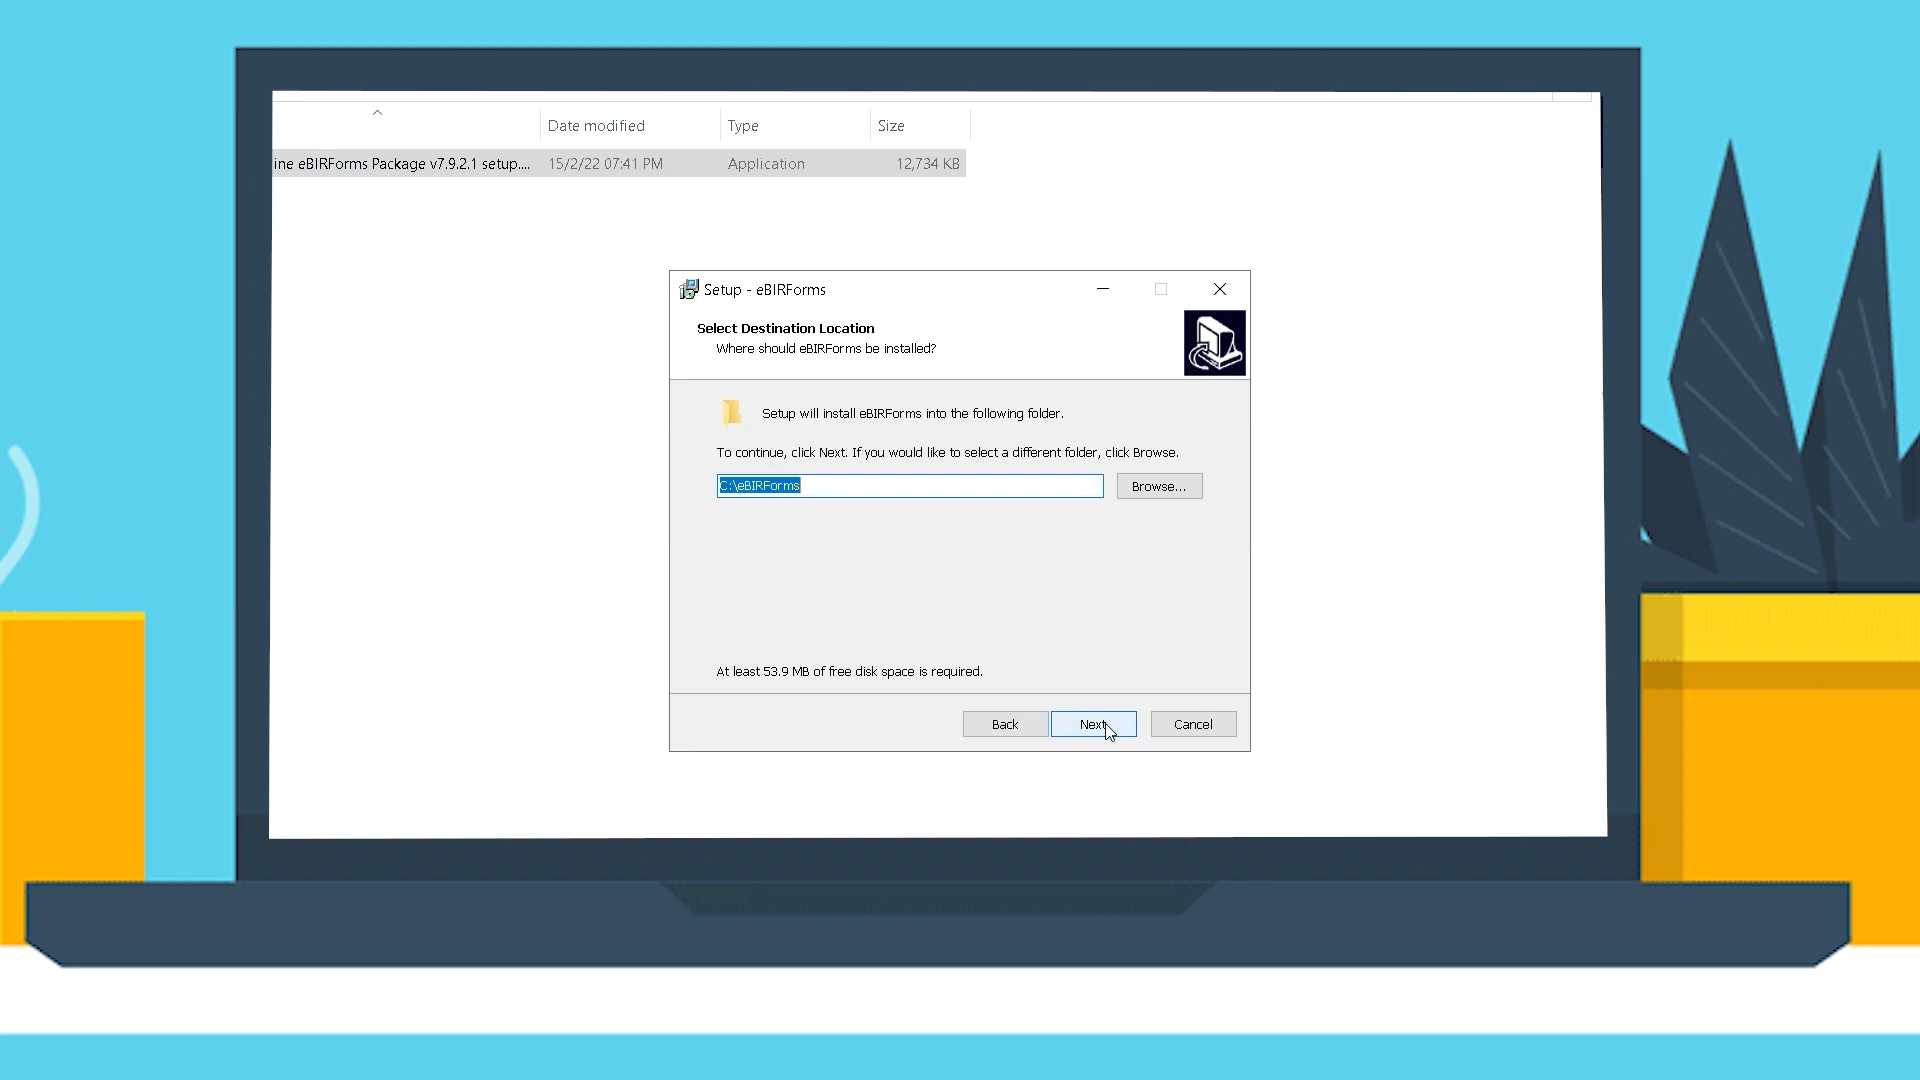 Date modified Type Size
ine eBIRForms Package v7.9.2.1 setup.... 15/2/22 07:41 PM Application 12,734 KB
Setup - eBIRForms
Select Destination Location
Where should eBIRForms be installed?
Setup will install eBIRForms into the following folder.
To continue, click Next. If you would like to select a different folder, click Browse.
C:\eBIRForms Browse...
At least 53.9 MB of free disk space is required.
Back Next Cancel